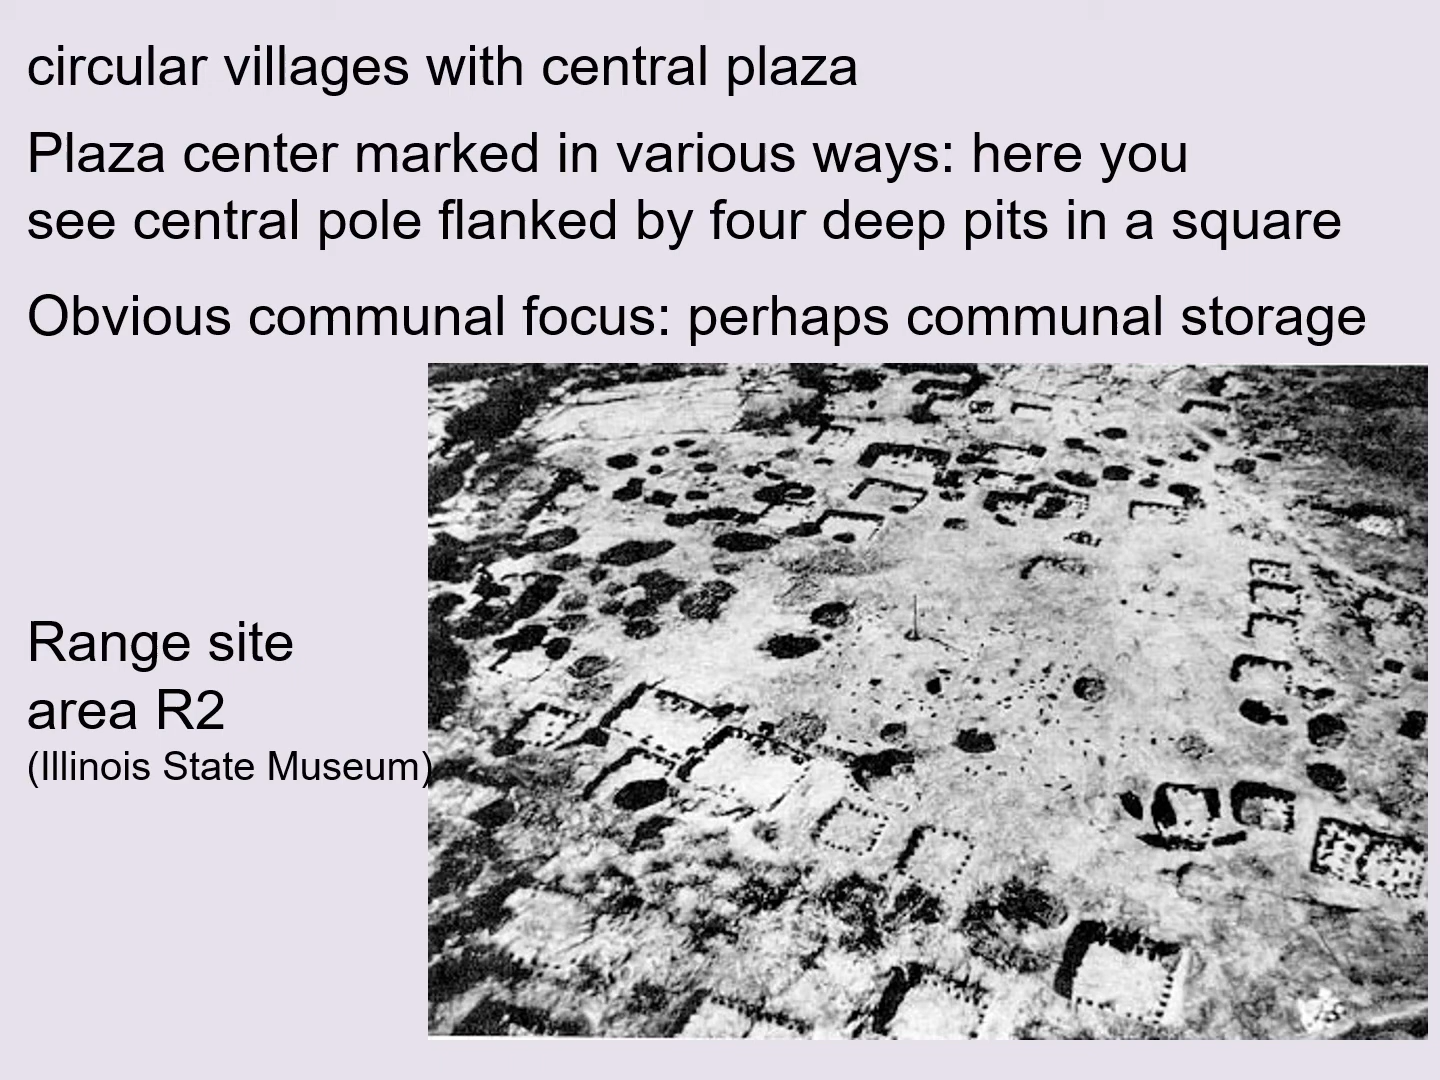 circular villages with central plaza
Plaza center marked in various ways: here you
see central pole flanked by four deep pits in a square
Obvious communal focus: perhaps communal storage
Range site
area R2
(Illinois State Museum)